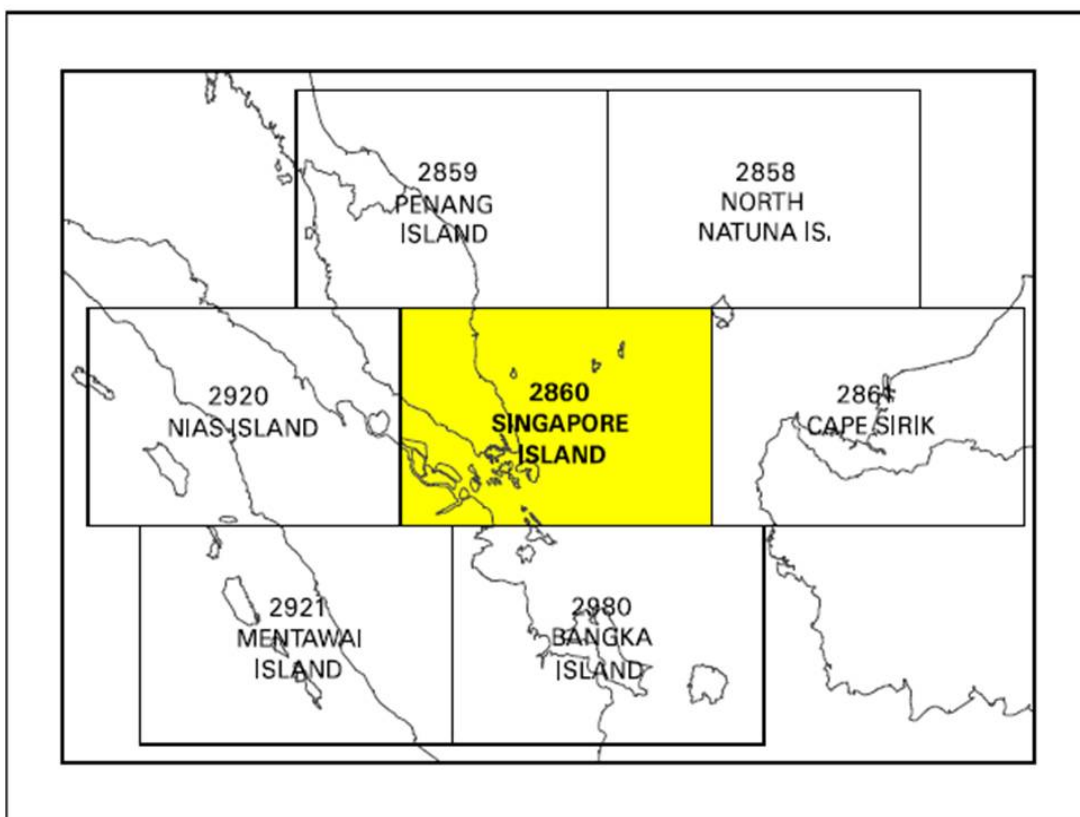 2859
PENANG
ISLAND
2858
NORTH
NATUNA IS.
2920
NIAS ISLAND
2860
SINGAPORE
ISLAND
2861
CAPE SIRIK
2921
MENTAWAI
ISLAND
2980
BANGKA
ISLAND